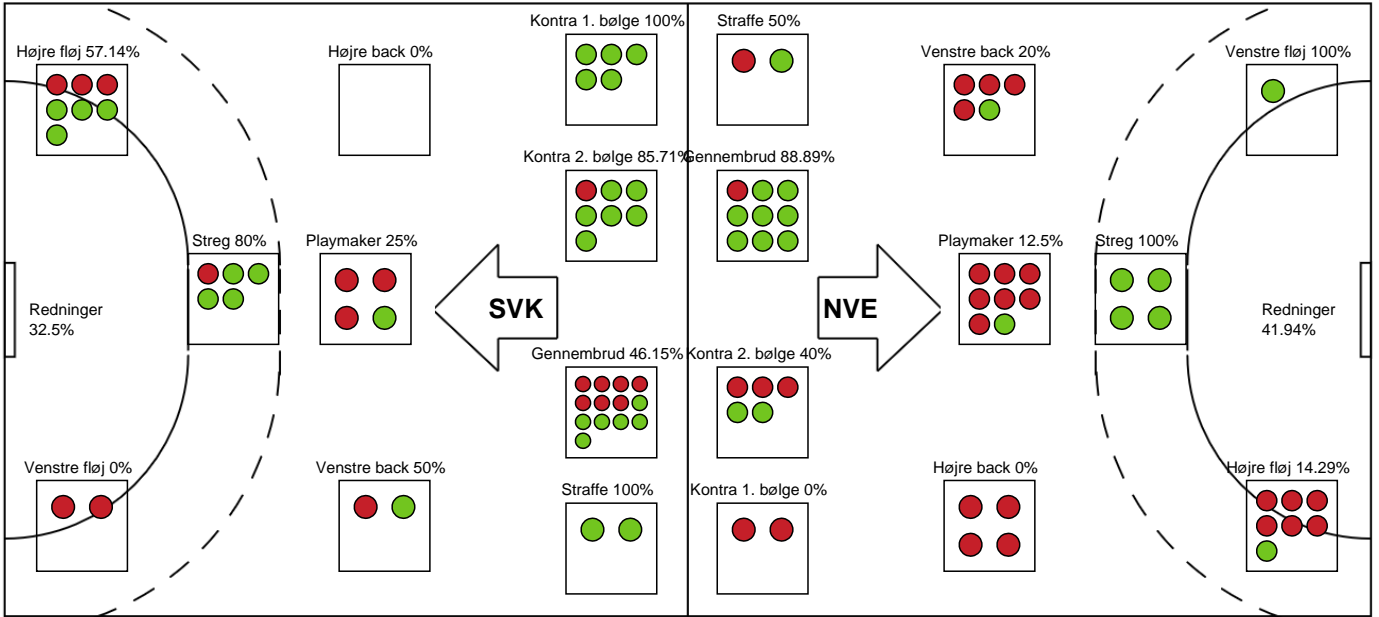 Kontra 1. bølge 100%
Straffe 50%
Højre fløj 57.14%
Højre back 0%
Venstre back 20%
Venstre fløj 100%
Kontra 2. bølge 85.71%
Gennembrud 88.89%
Streg 80%
Playmaker 25%
Playmaker 12.5%
Streg 100%
Redninger
32.5%
SVK
NVE
Redninger
41.94%
Gennembrud 46.15%
Kontra 2. bølge 40%
Venstre fløj 0%
Venstre back 50%
Højre back 0%
Højre fløj 14.29%
Straffe 100%
Kontra 1. bølge 0%